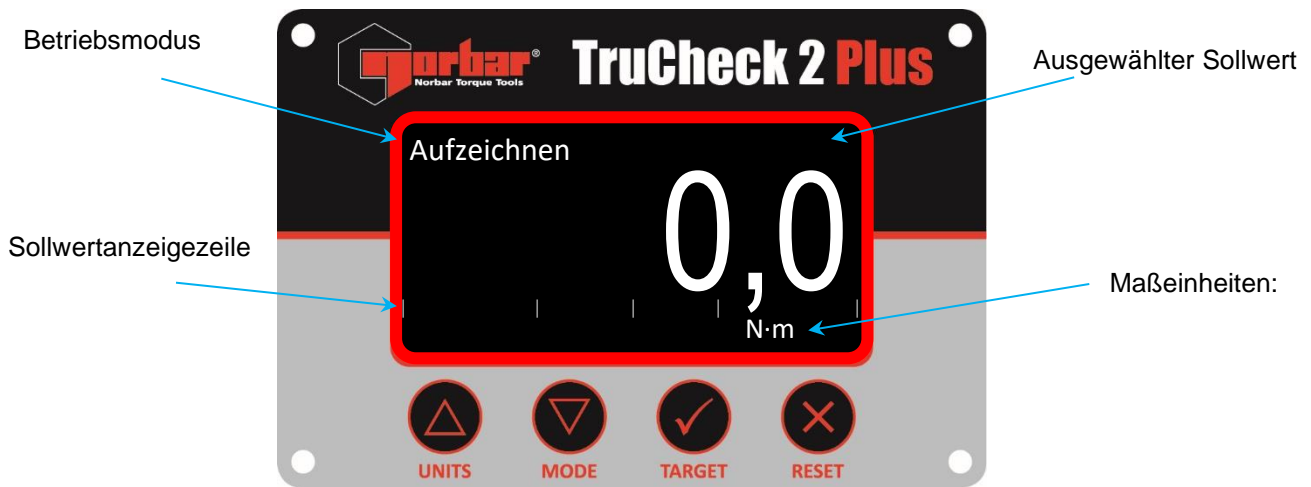 Betriebsmodus
norbar®
Norbar Torque Tools
TruCheck 2 Plus
Ausgewählter Sollwert
Aufzeichnen
0,0
Sollwertanzeigezeile
Maßeinheiten:
N·m
UNITS MODE TARGET RESET